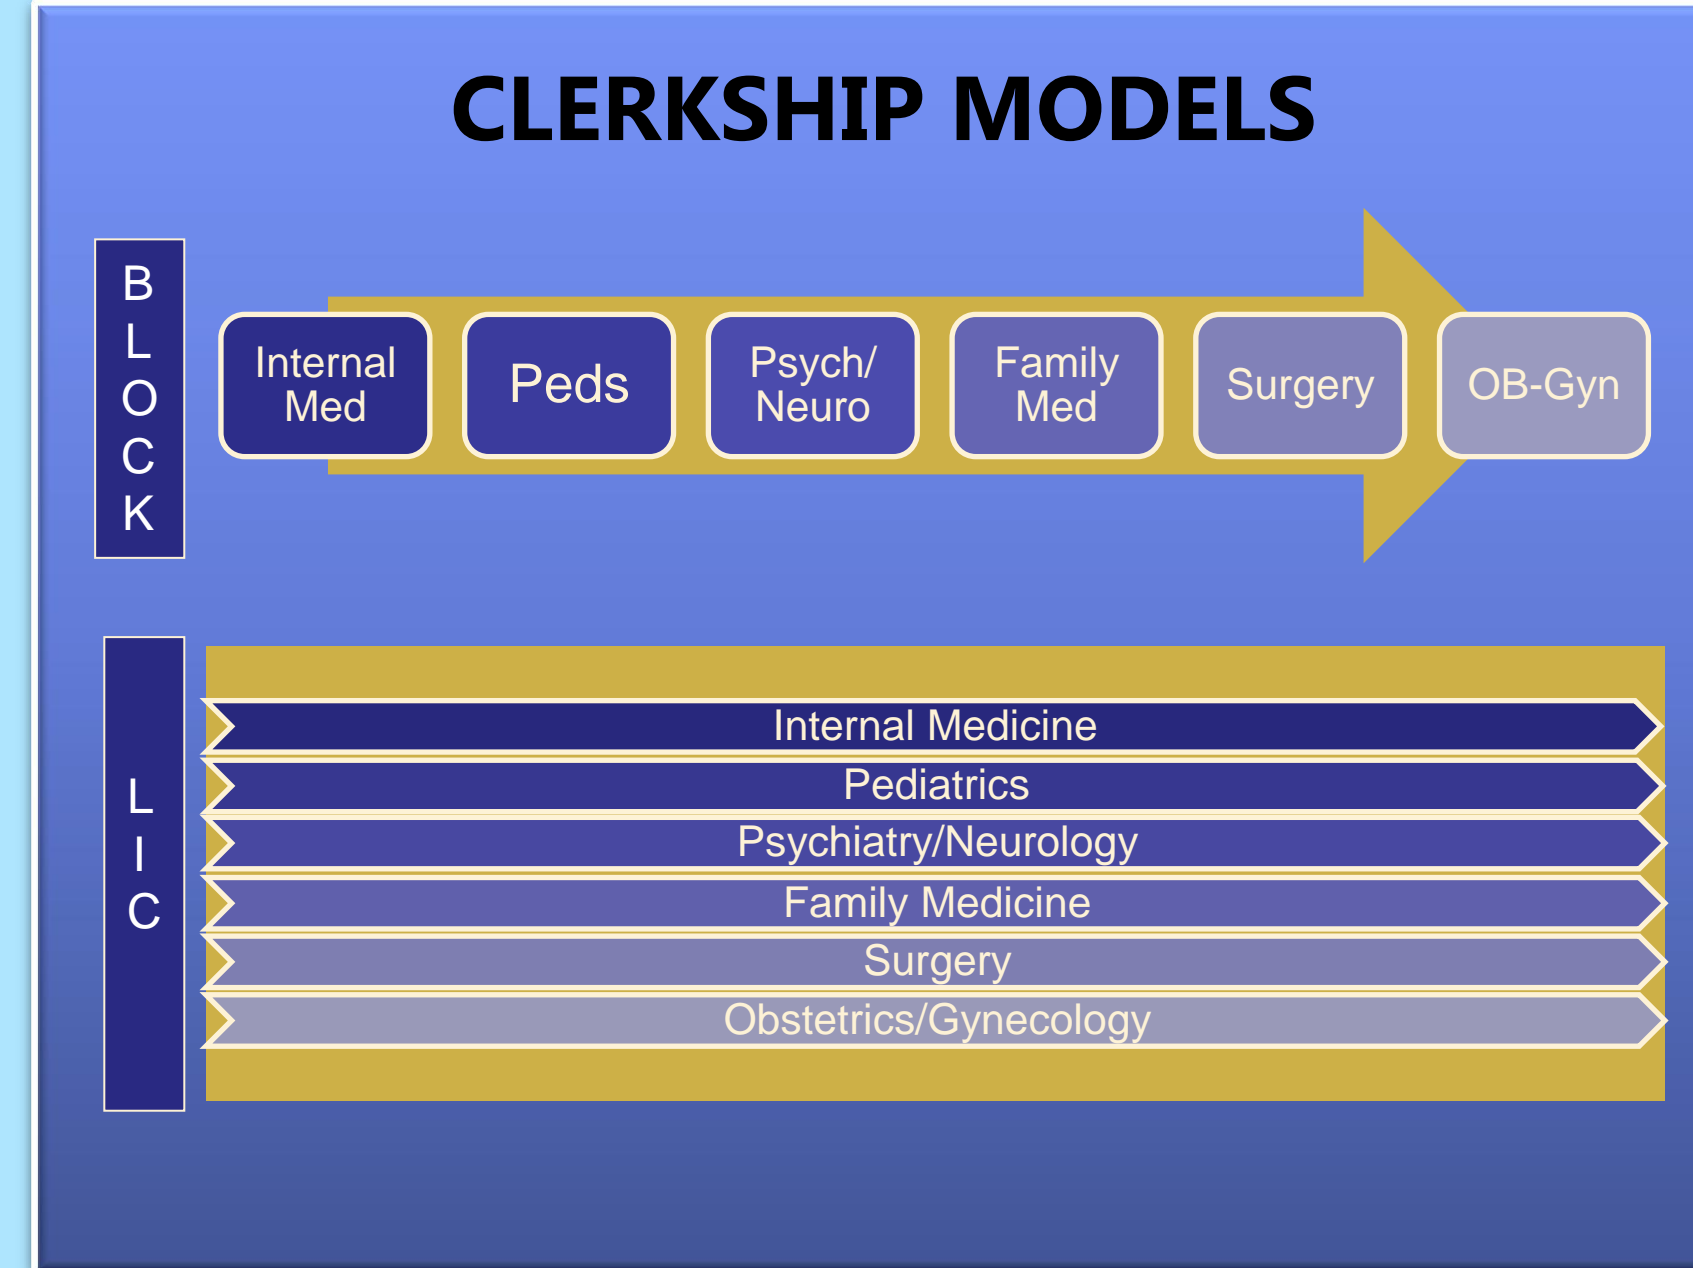 CLERKSHIP MODELS
B
L
O
C
K
Internal
Med
Peds
Psych/
Neuro
Family
Med
Surgery
OB-Gyn
L
I
C
Internal Medicine
Pediatrics
Psychiatry/Neurology
Family Medicine
Surgery
Obstetrics/Gynecology